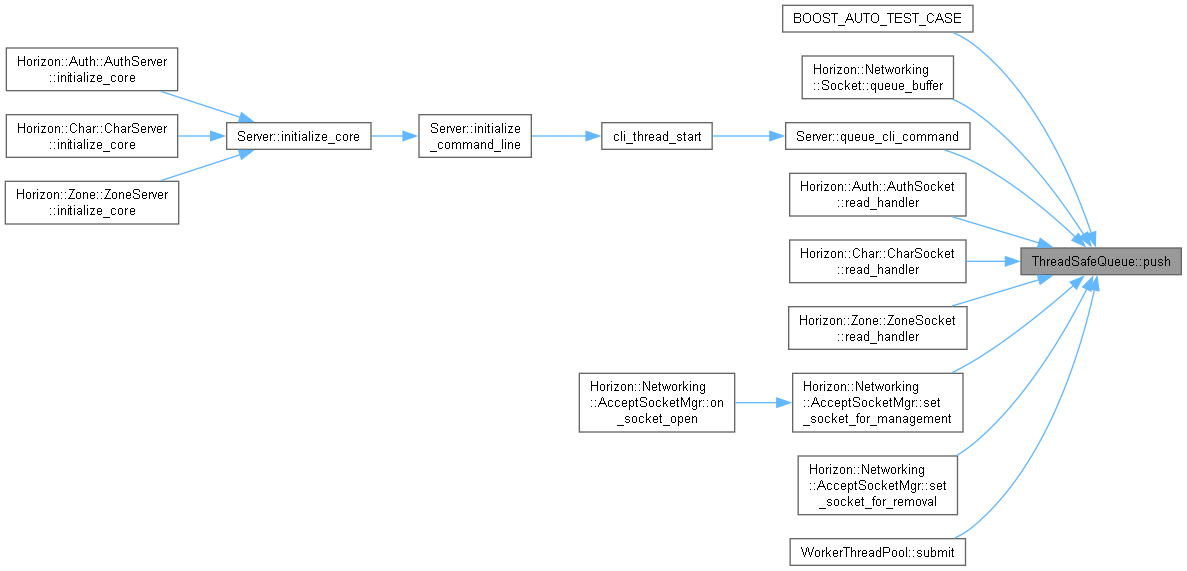 BOOST_AUTO_TEST_CASE
Horizon::Networking
::Socket::queue_buffer
Horizon::Auth::AuthServer
::initialize_core
Horizon::Char::CharServer
::initialize_core
Horizon::Zone::ZoneServer
::initialize_core
Server::initialize_core
Server::initialize
_command_line
cli_thread_start
Server::queue_cli_command
Horizon::Auth::AuthSocket
::read_handler
Horizon::Char::CharSocket
::read_handler
Horizon::Zone::ZoneSocket
::read_handler
ThreadSafeQueue::push
Horizon::Networking
::AcceptSocketMgr::on
_socket_open
Horizon::Networking
::AcceptSocketMgr::set
_socket_for_management
Horizon::Networking
::AcceptSocketMgr::set
_socket_for_removal
WorkerThreadPool::submit